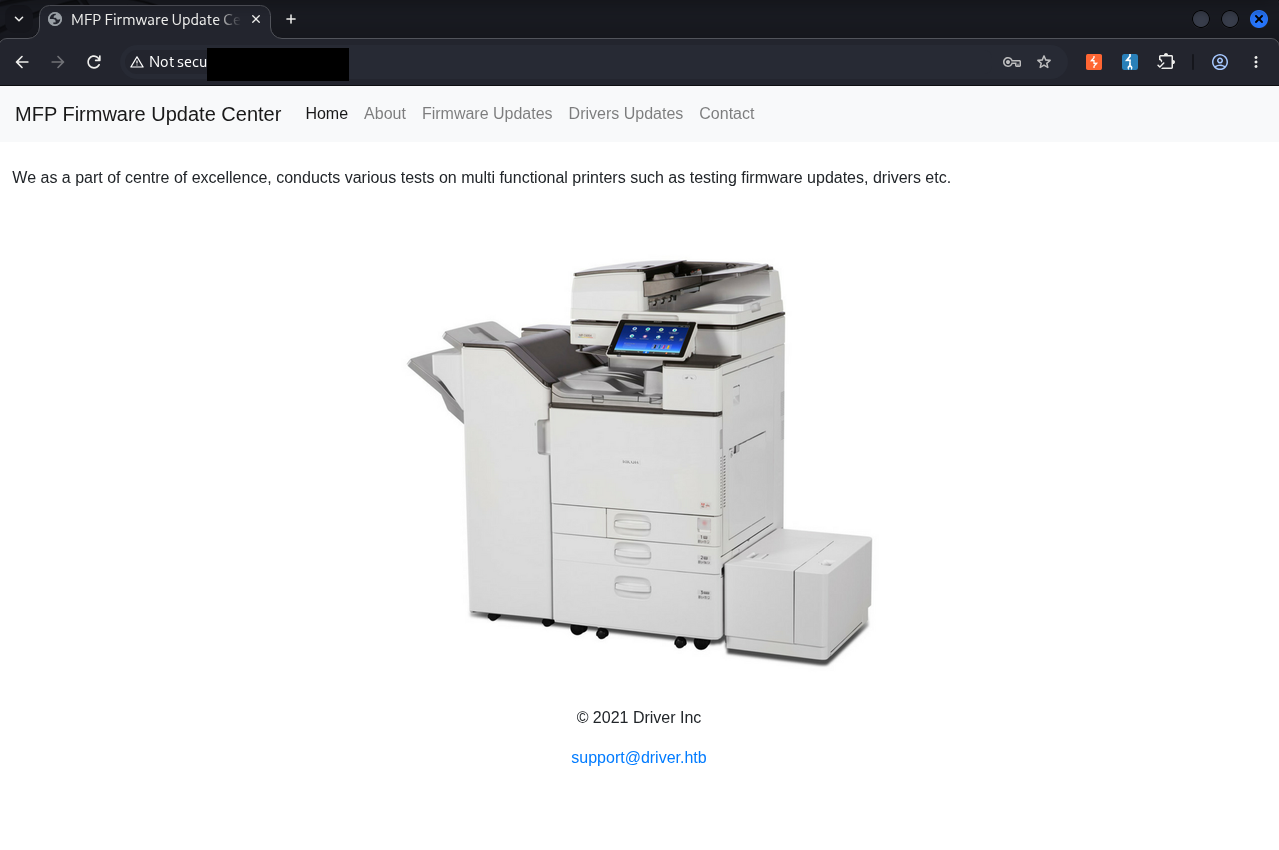 MFP Firmware Update Ce
Not secu
MFP Firmware Update Center Home About Firmware Updates Drivers Updates Contact
We as a part of centre of excellence, conducts various tests on multi functional printers such as testing firmware updates, drivers etc.
© 2021 Driver Inc
support@driver.htb